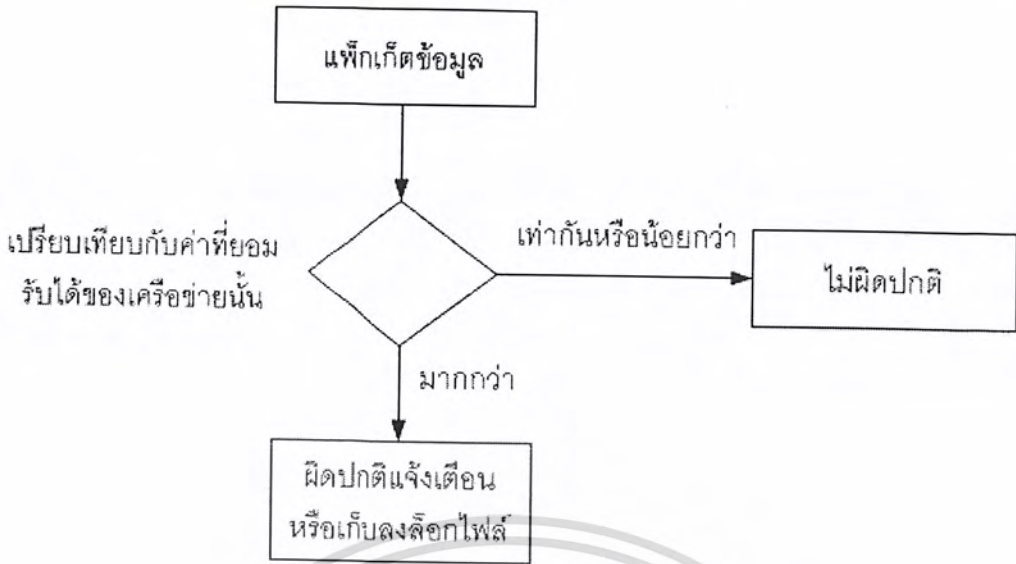 แพ็กเก็ตข้อมูล
เปรียบเทียบกับค่าที่ยอม
รับได้ของเครือข่ายนั้น
เท่ากันหรือน้อยกว่า
ไม่ผิดปกติ
มากกว่า
ผิดปกติแจ้งเตือน
หรือเก็บลงล็อกไฟล์